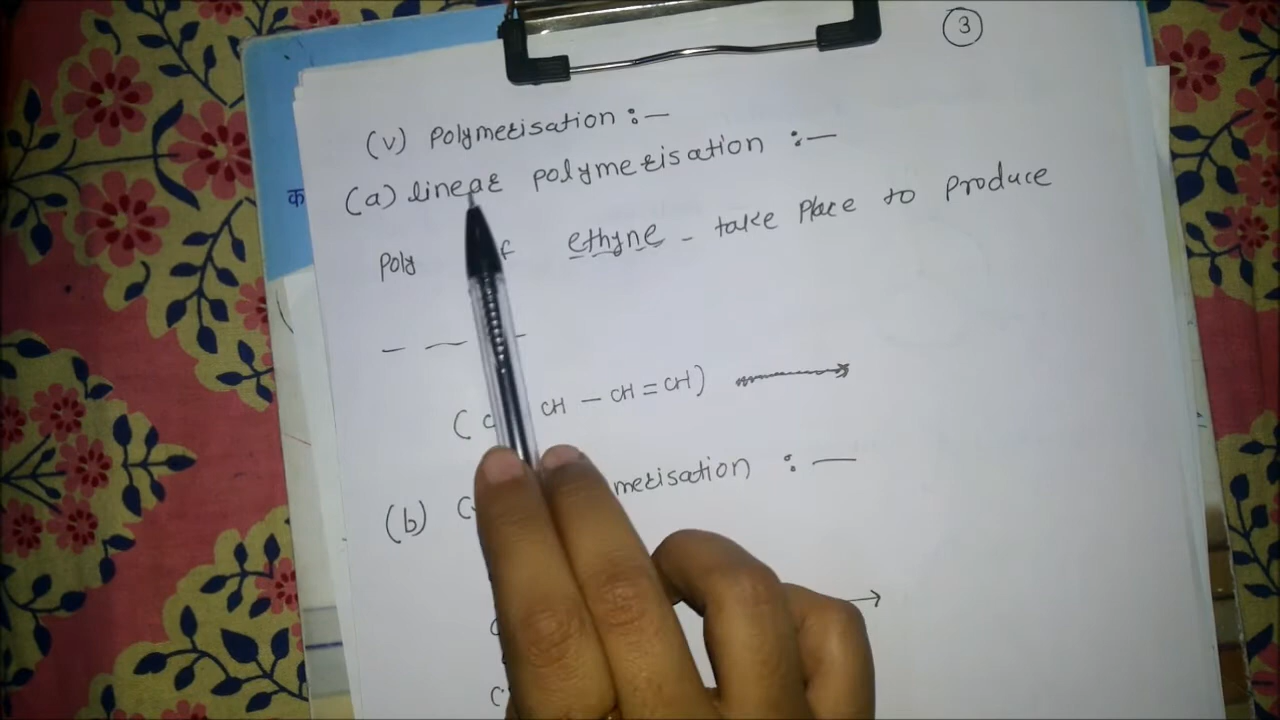 3
(v) Polymerisation :—
(a) linear polymerisation :—
Poly ethyne - take Place to produce
CH — CH = CH)
(b) merisation :—